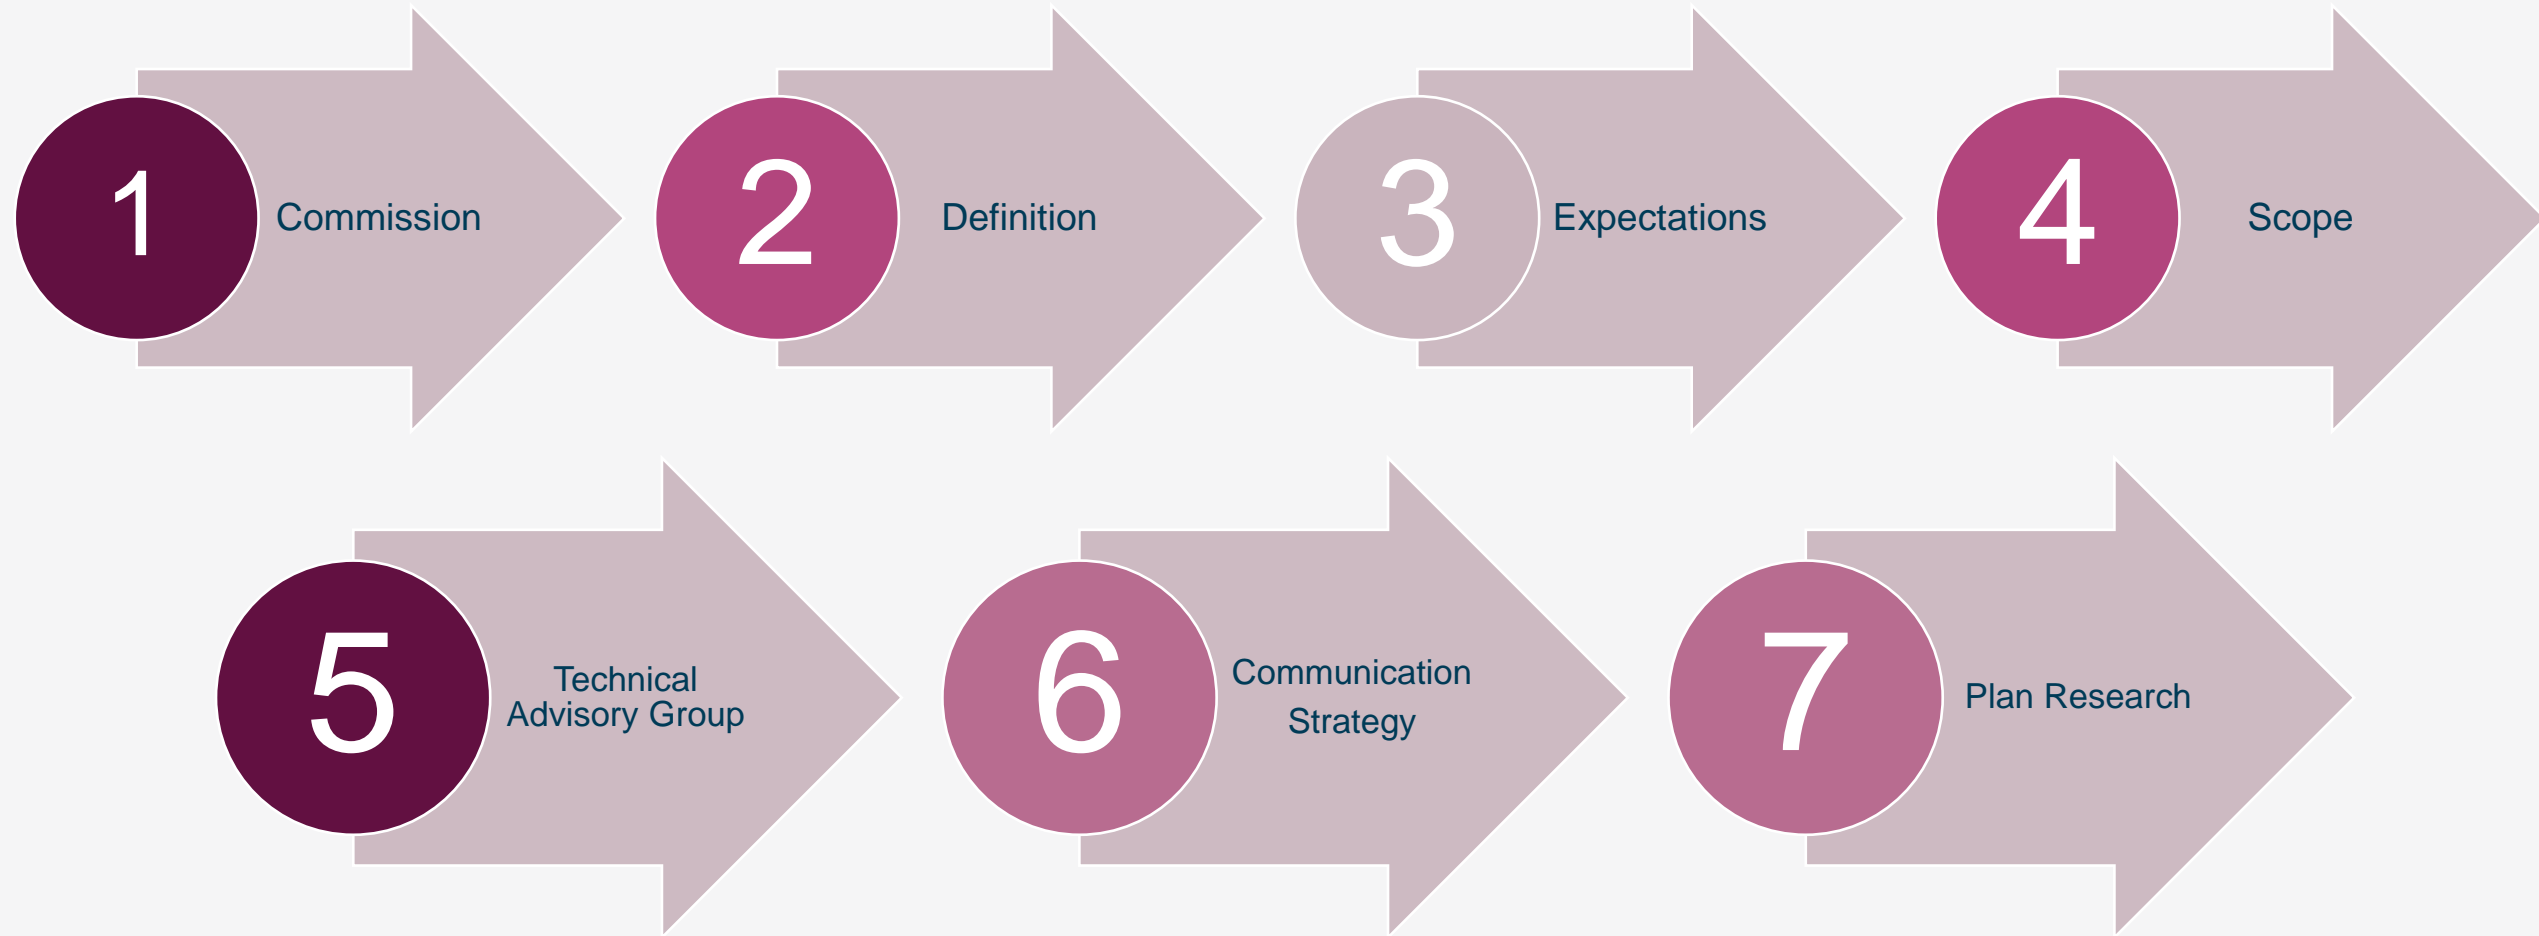 1
Commission
2
Definition
3
Expectations
4
Scope
5
Technical
Advisory Group
6
Communication
Strategy
7
Plan Research